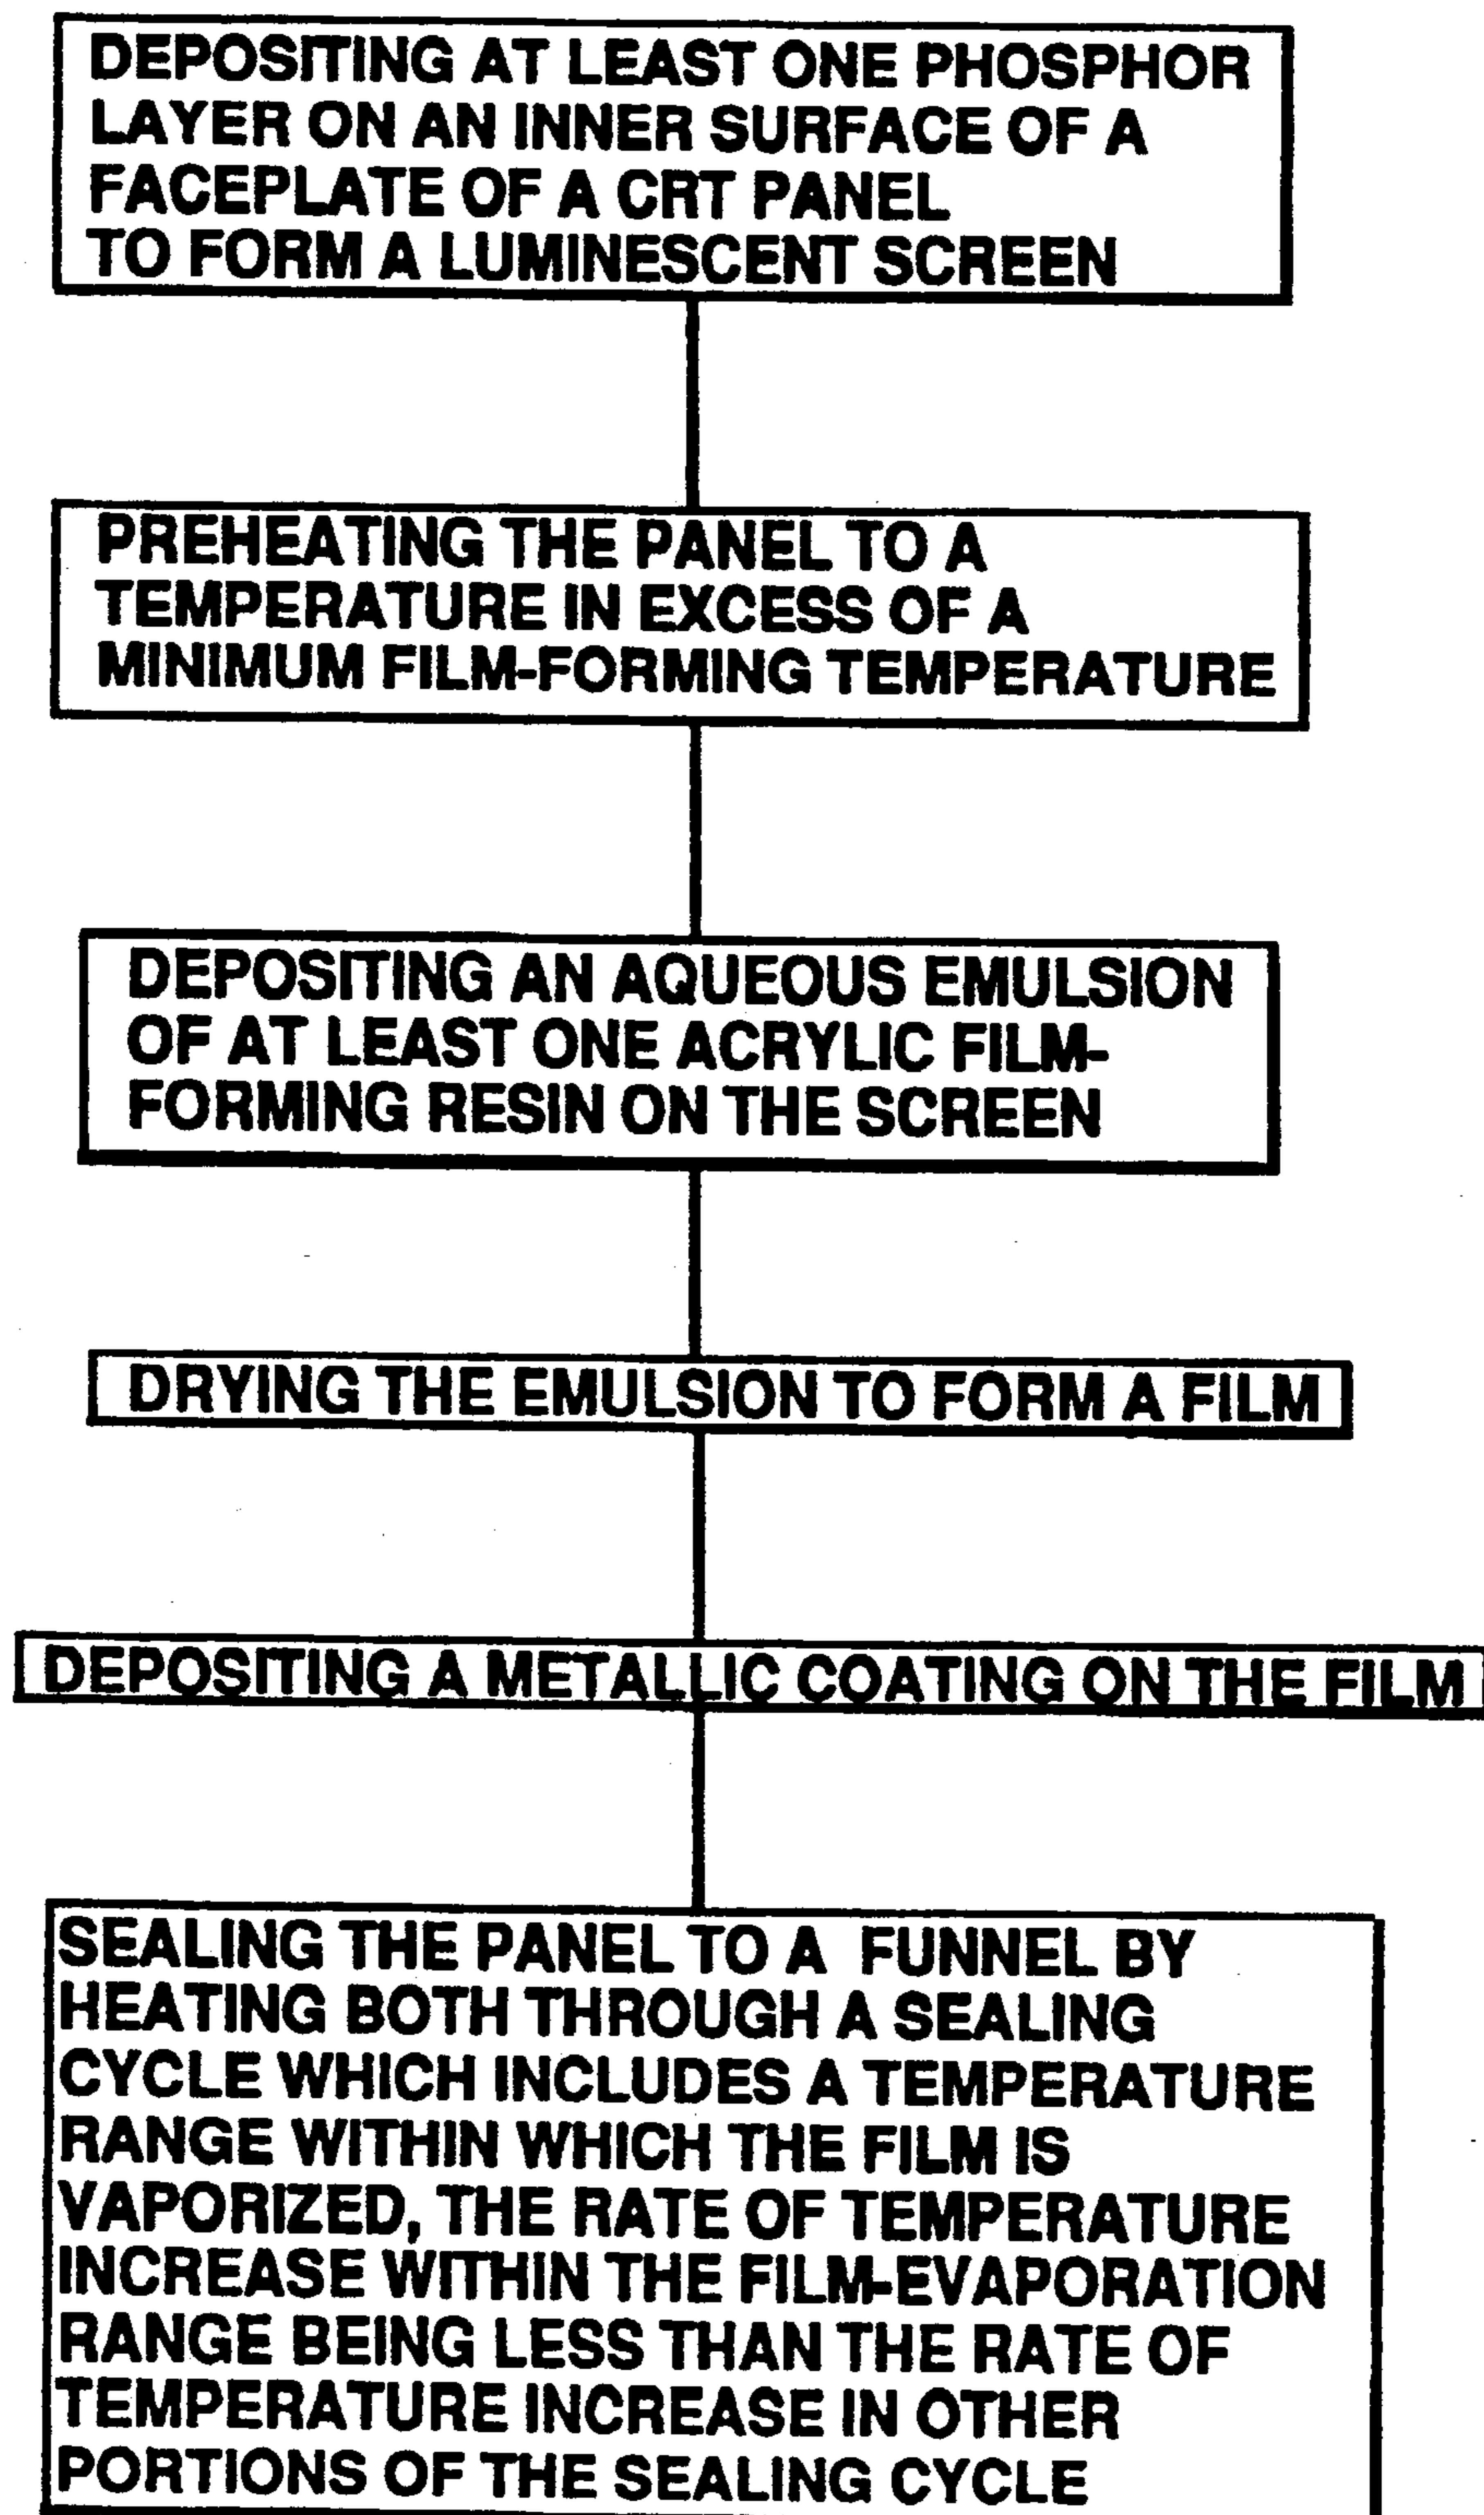 DEPOSITING AT LEAST ONE PHOSPHOR
LAYER ON AN INNER SURFACE OF A
FACEPLATE OF A CRT PANEL
TO FORM A LUMINESCENT SCREEN
PREHEATING THE PANEL TO A
TEMPERATURE IN EXCESS OF A
MINIMUM FILM-FORMING TEMPERATURE
DEPOSITING AN AQUEOUS EMULSION
OF AT LEAST ONE ACRYLIC FILM-
FORMING RESIN ON THE SCREEN
DRYING THE EMULSION TO FORM A FILM
DEPOSITING A METALLIC COATING ON THE FILM
SEALING THE PANEL TO A FUNNEL BY
HEATING BOTH THROUGH A SEALING
CYCLE WHICH INCLUDES A TEMPERATURE
RANGE WITHIN WHICH THE FILM IS
VAPORIZED, THE RATE OF TEMPERATURE
INCREASE WITHIN THE FILM-EVAPORATION
RANGE BEING LESS THAN THE RATE OF
TEMPERATURE INCREASE IN OTHER
PORTIONS OF THE SEALING CYCLE